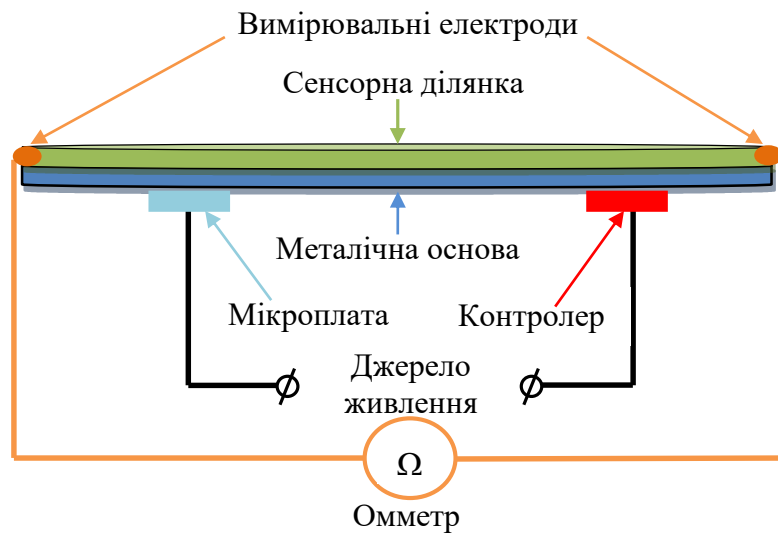 Вимірювальні електроди
Сенсорна ділянка
Металічна основа
Мікроплата
Контролер
Джерело
живлення
Ω
Омметр